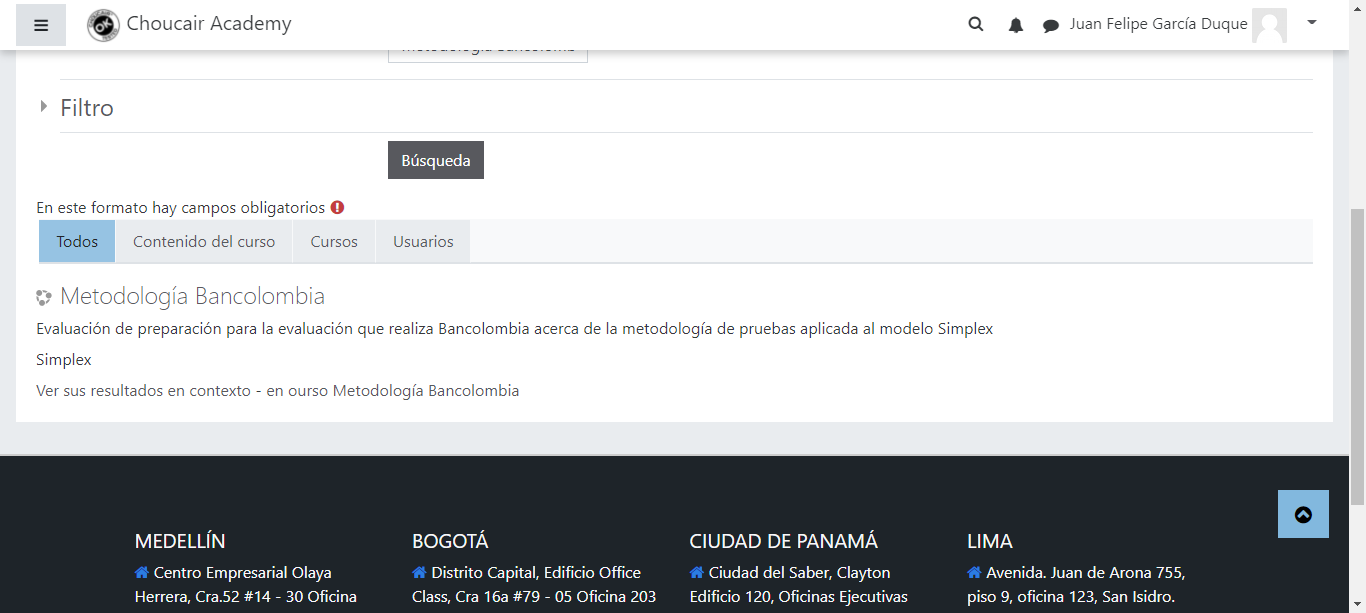 Choucair Academy
Juan Felipe García Duque
Filtro
Búsqueda
En este formato hay campos obligatorios
Todos
Contenido del curso
Cursos
Usuarios
Metodología Bancolombia
Evaluación de preparación para la evaluación que realiza Bancolombia acerca de la metodología de pruebas aplicada al modelo Simplex
Simplex
Ver sus resultados en contexto - en ourso Metodología Bancolombia
MEDELLÍN
Centro Empresarial Olaya
Herrera, Cra.52 #14 - 30 Oficina
BOGOTÁ
Distrito Capital, Edificio Office
Class, Cra 16a #79 - 05 Oficina 203
CIUDAD DE PANAMÁ
Ciudad del Saber, Clayton
Edificio 120, Oficinas Ejecutivas
LIMA
Avenida. Juan de Arona 755,
piso 9, oficina 123, San Isidro.